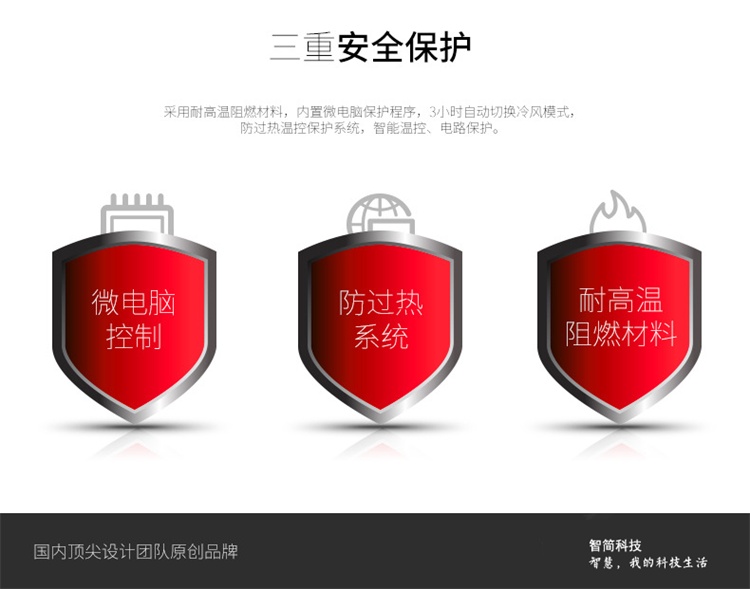 三重安全保护
采用耐高温阻燃材料，内置微电脑保护程序，3小时自动切换冷风模式，
防过热温控保护系统，智能温控、电路保护。
微电脑
控制
防过热
系统
耐高温
阻燃材料
国内顶尖设计团队原创品牌
智简科技
智慧，我的科技生活